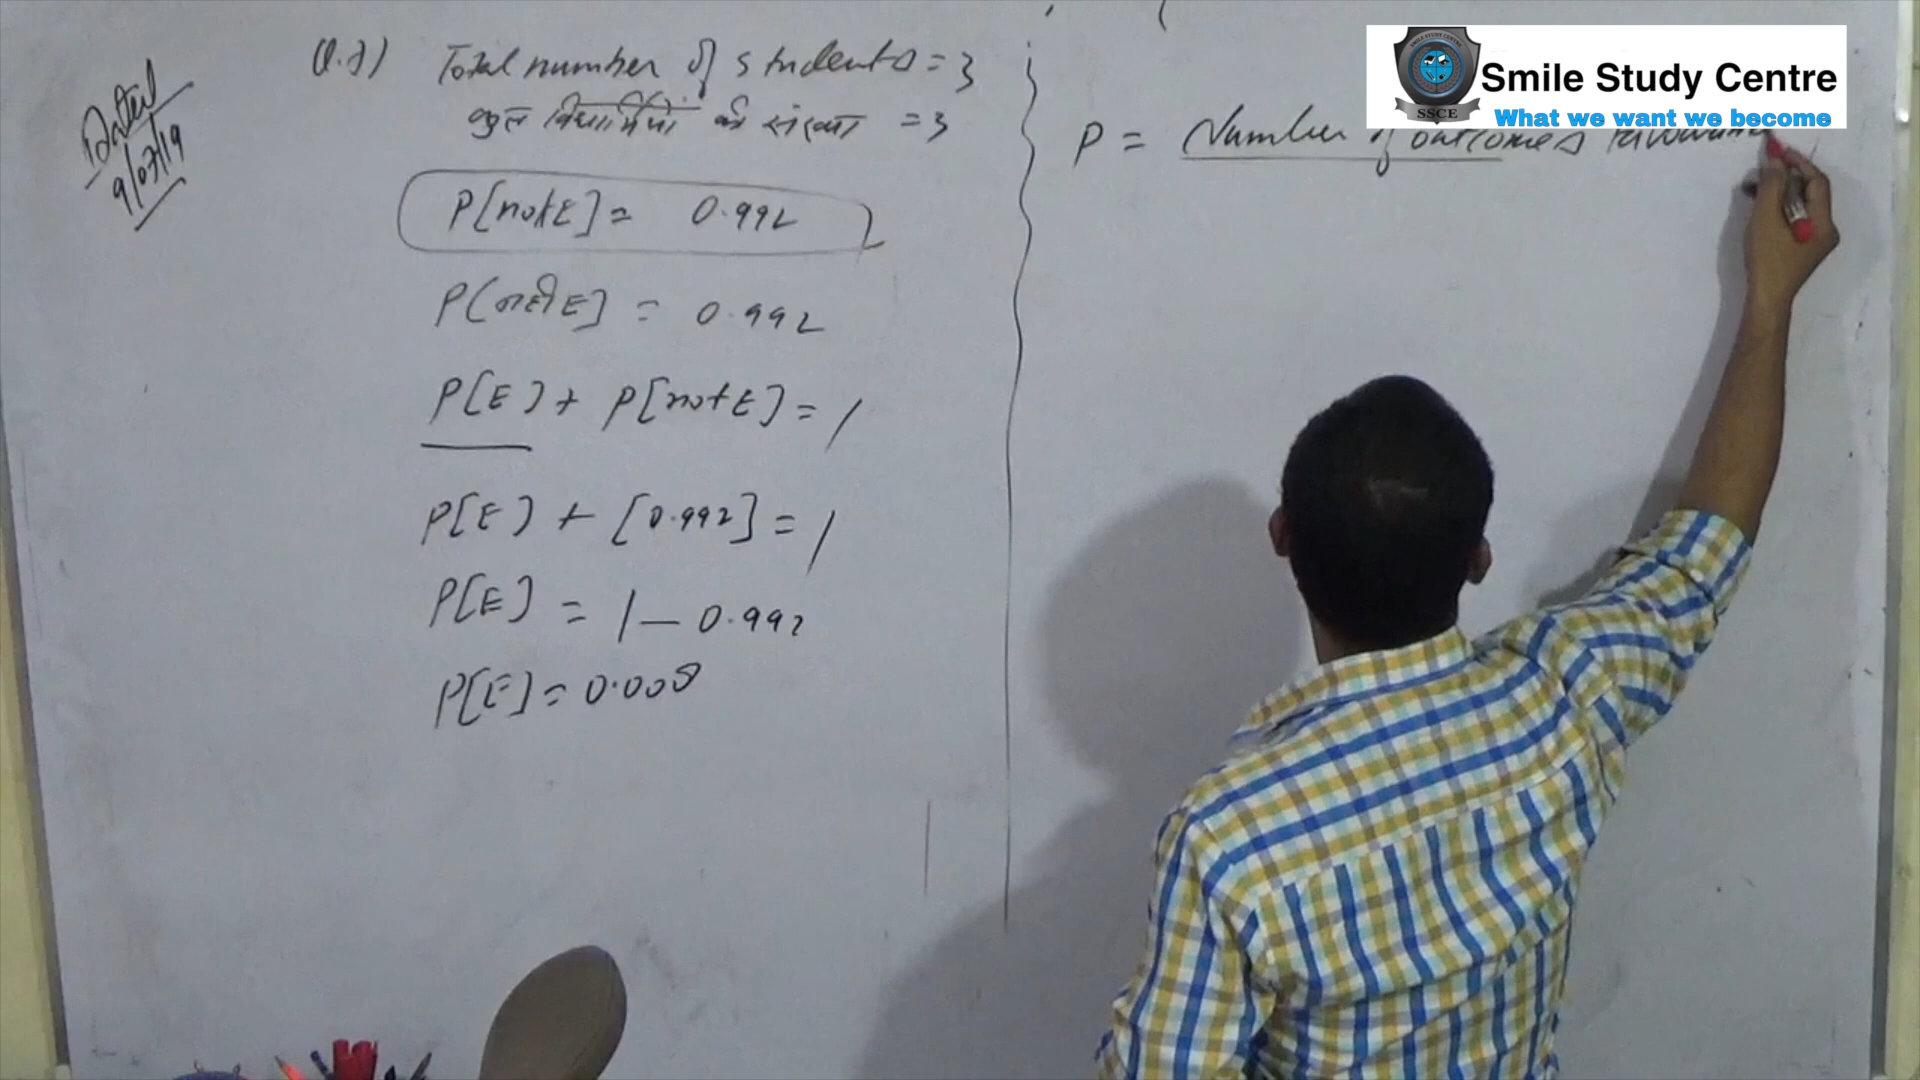 Dated
9/07/19
Q.7) Total number of students = 3
कुल विद्यार्थियों की संख्या = 3
P[not E] = 0.992
P[नहीं E] = 0.992
P[E) + P[not E] = 1
P[E) + [0.992] = 1
P[E] = 1 - 0.992
P[E] = 0.008
P = Number of outcomes favourable
Smile Study Centre
What we want we become
SSCE